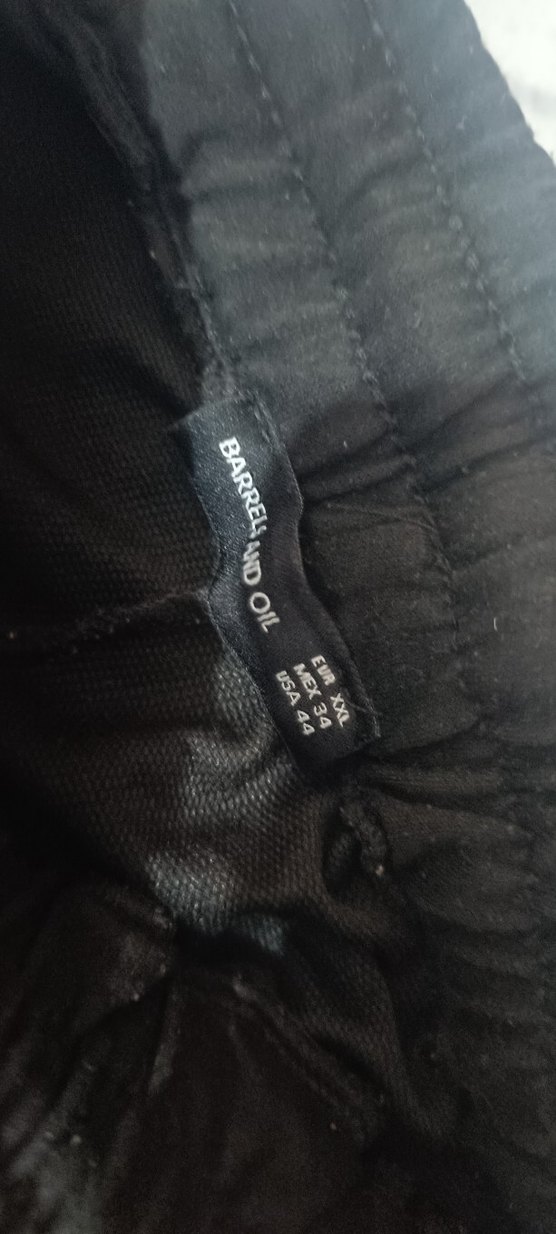 BARRELS AND OIL
EUR XXL
MEX 34
USA 44